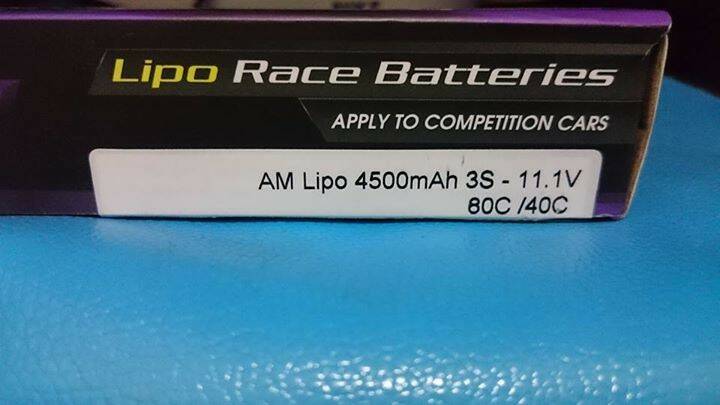 Lipo Race Batteries
APPLY TO COMPETITION CARS
AM Lipo 4500mAh 3S - 11.1V
80C /40C